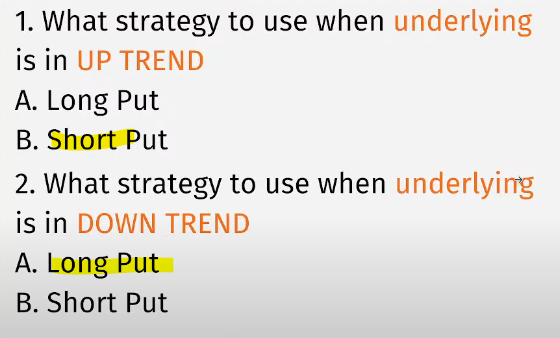 1. What strategy to use when underlying
is in UP TREND
A. Long Put
B. Short Put
2. What strategy to use when underlying
is in DOWN TREND
A. Long Put
B. Short Put